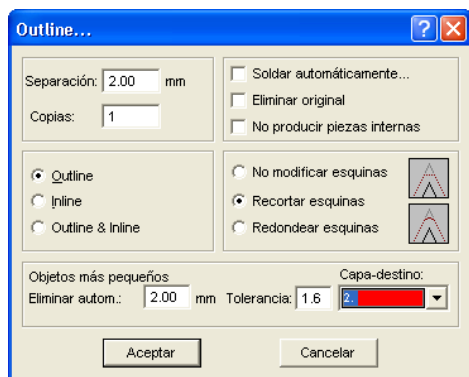 Outline...
Separación: 2.00 mm
Copias: 1
Soldar automáticamente...
Eliminar original
No producir piezas internas
Outline
Inline
Outline & Inline
No modificar esquinas
Recortar esquinas
Redondear esquinas
Objetos más pequeños
Capa-destino:
Eliminar autom.: 2.00 mm Tolerancia: 1.6 2.
Aceptar Cancelar